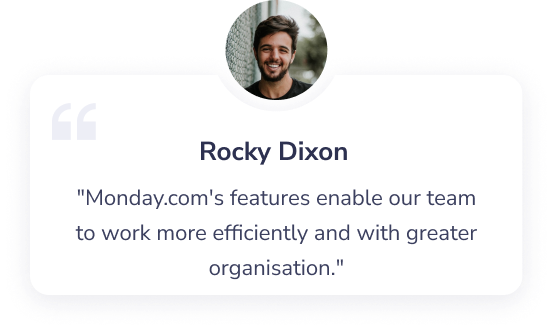 Rocky Dixon
"Monday.com's features enable our team
to work more efficiently and with greater
organisation."